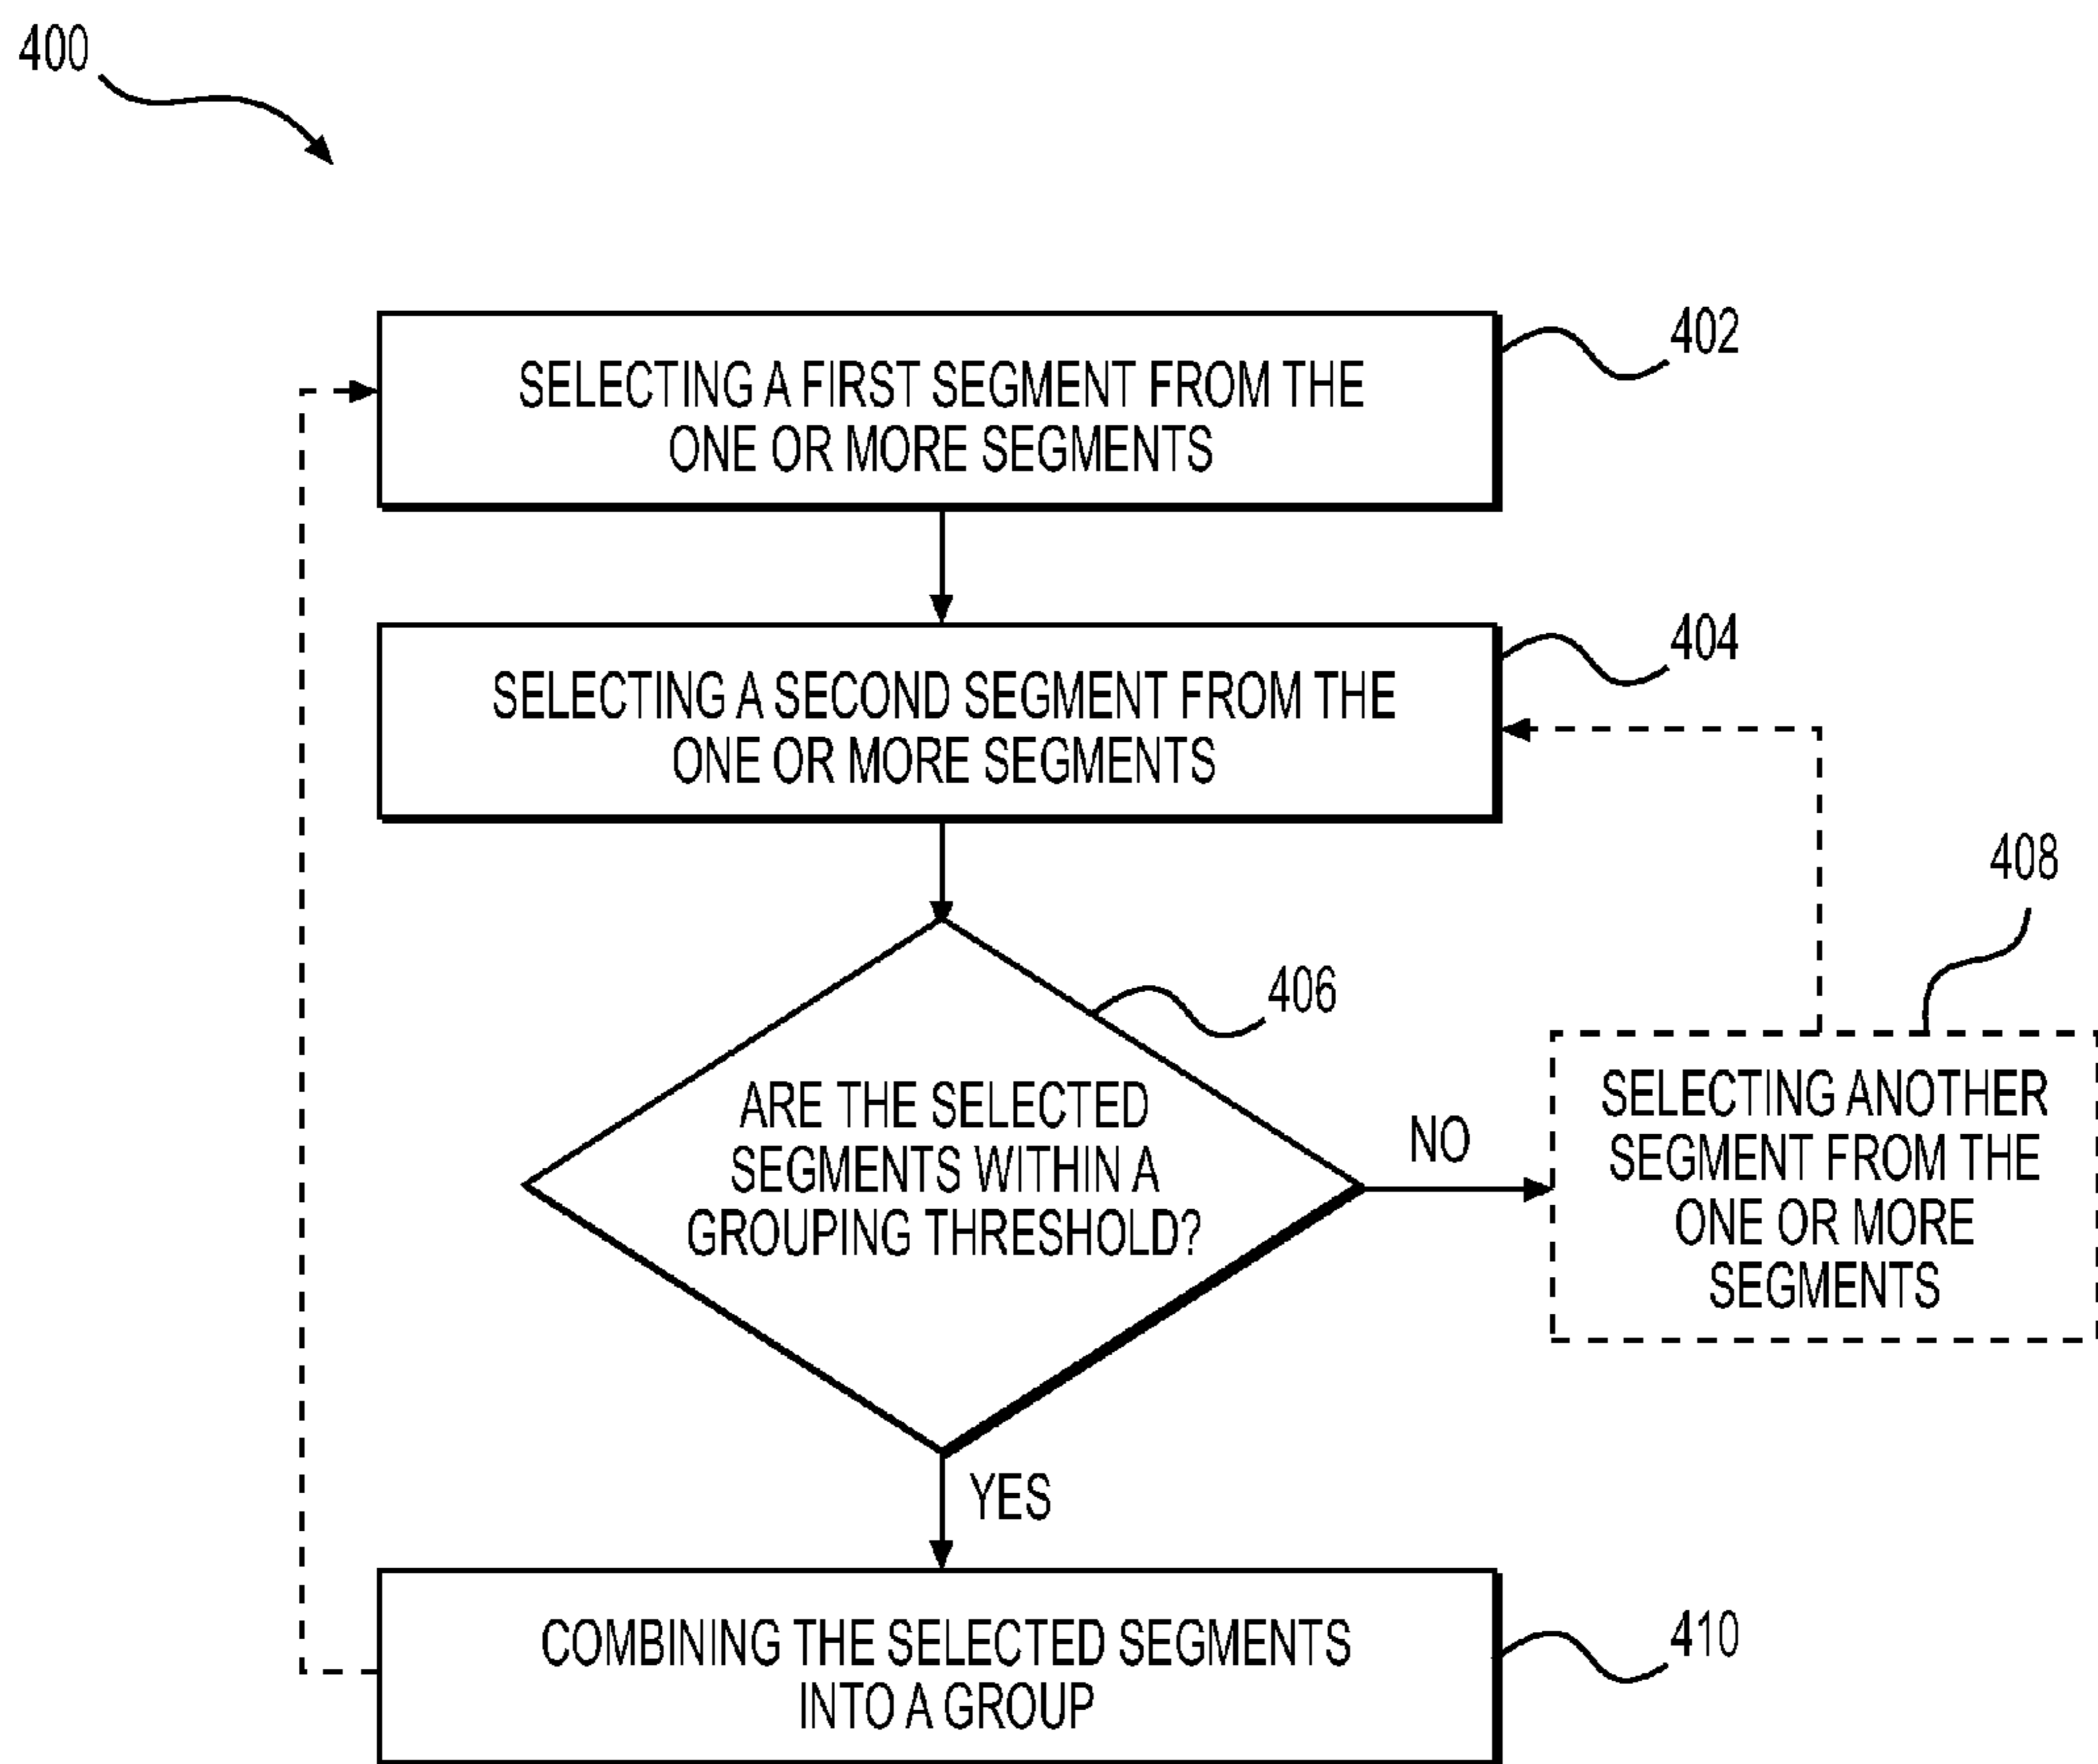 400
402
SELECTING A FIRST SEGMENT FROM THE
ONE OR MORE SEGMENTS
404
SELECTING A SECOND SEGMENT FROM THE
ONE OR MORE SEGMENTS
408
406
ARE THE SELECTED
SEGMENTS WITHIN A
GROUPING THRESHOLD?
NO
SELECTING ANOTHER
SEGMENT FROM THE
ONE OR MORE
SEGMENTS
YES
COMBINING THE SELECTED SEGMENTS
INTO A GROUP
410